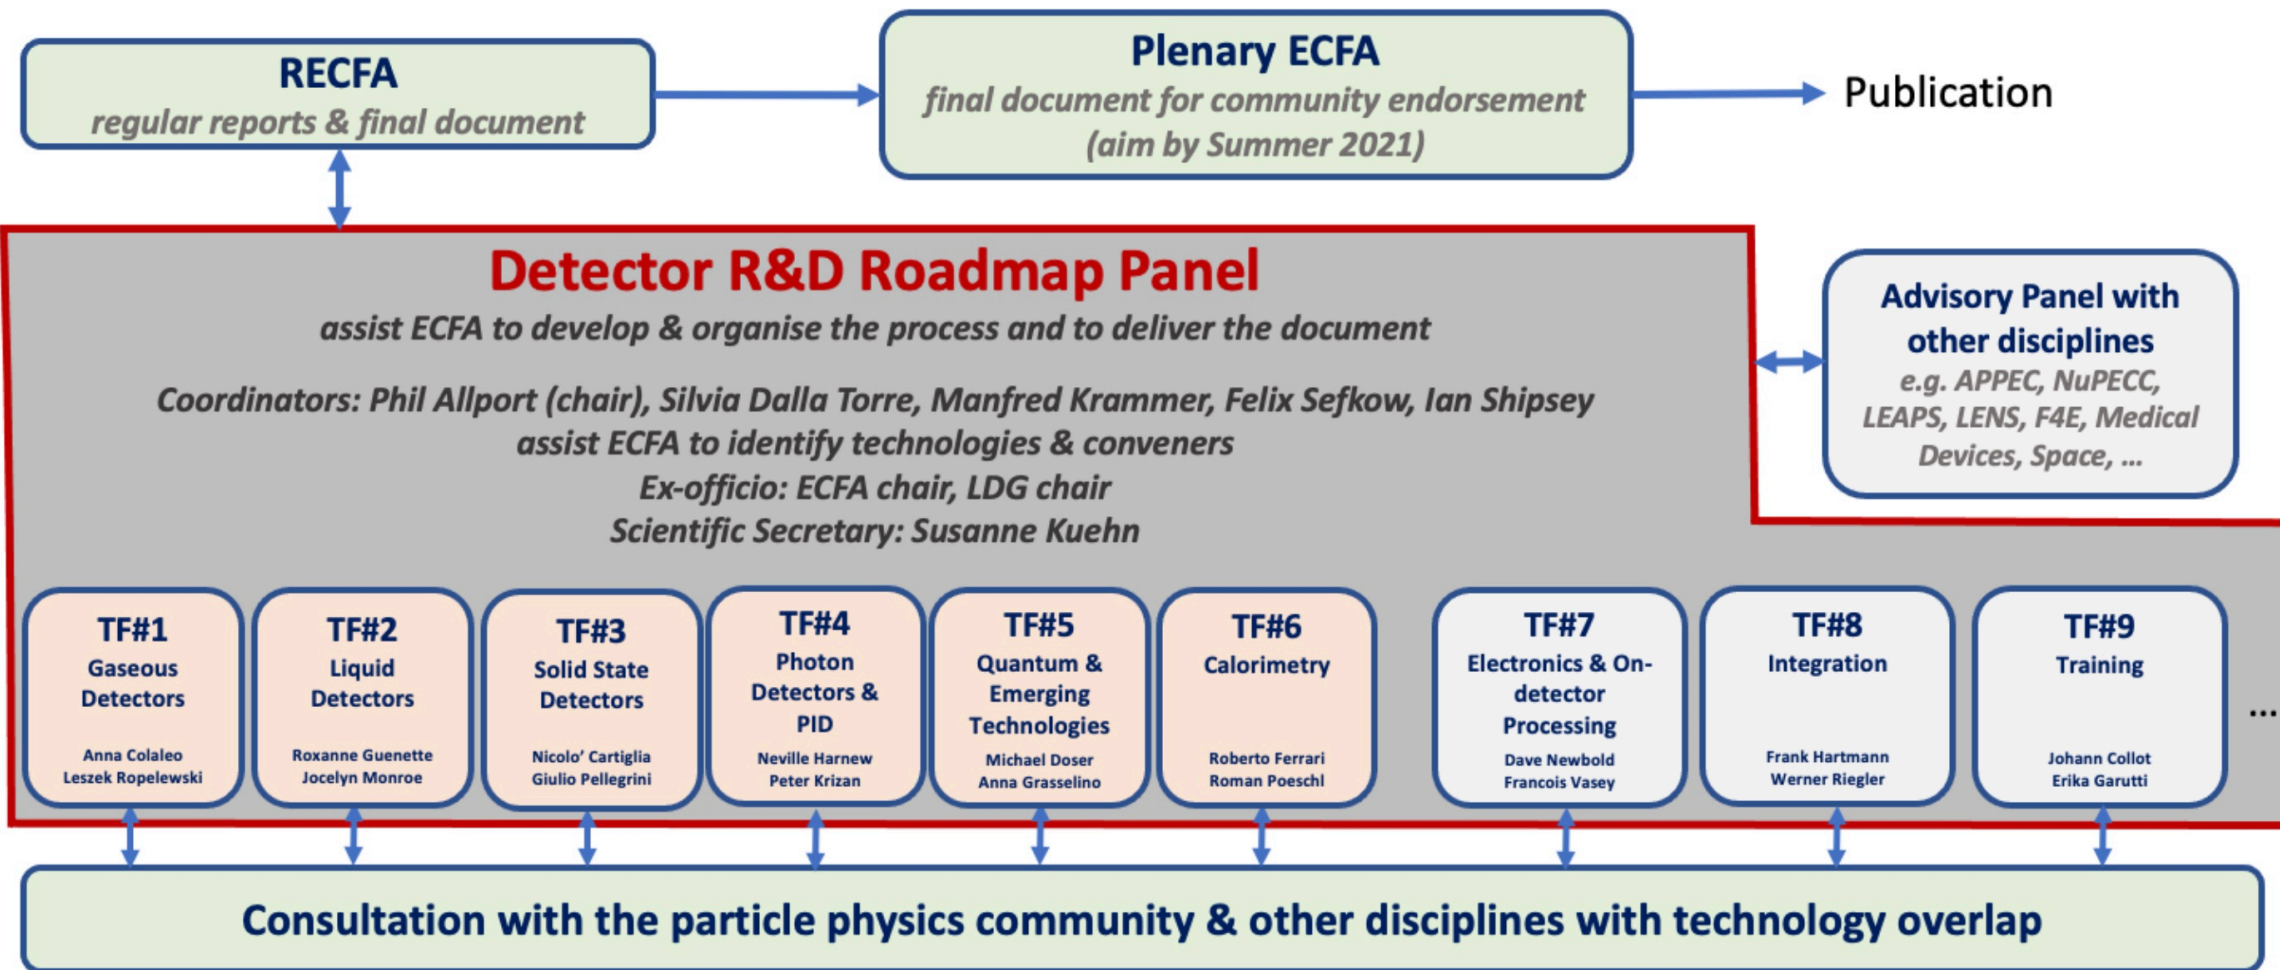 RECFA
regular reports & final document
Plenary ECFA
final document for community endorsement
(aim by Summer 2021)
Publication
Detector R&D Roadmap Panel
assist ECFA to develop & organise the process and to deliver the document
Coordinators: Phil Allport (chair), Silvia Dalla Torre, Manfred Krammer, Felix Sefkow, Ian Shipsey
assist ECFA to identify technologies & conveners
Ex-officio: ECFA chair, LDG chair
Scientific Secretary: Susanne Kuehn
Advisory Panel with
other disciplines
e.g. APPEC, NuPECC,
LEAPS, LENS, F4E, Medical
Devices, Space, ...
TF#1
Gaseous
Detectors
Anna Colaleo
Leszek Ropelewski
TF#2
Liquid
Detectors
Roxanne Guenette
Jocelyn Monroe
TF#3
Solid State
Detectors
Nicolo’ Cartiglia
Giulio Pellegrini
TF#4
Photon
Detectors &
PID
Neville Harnew
Peter Krizan
TF#5
Quantum &
Emerging
Technologies
Michael Doser
Anna Grasselino
TF#6
Calorimetry
Roberto Ferrari
Roman Poeschl
TF#7
Electronics & On-
detector
Processing
Dave Newbold
Francois Vasey
TF#8
Integration
Frank Hartmann
Werner Riegler
TF#9
Training
Johann Collot
Erika Garutti
...
Consultation with the particle physics community & other disciplines with technology overlap